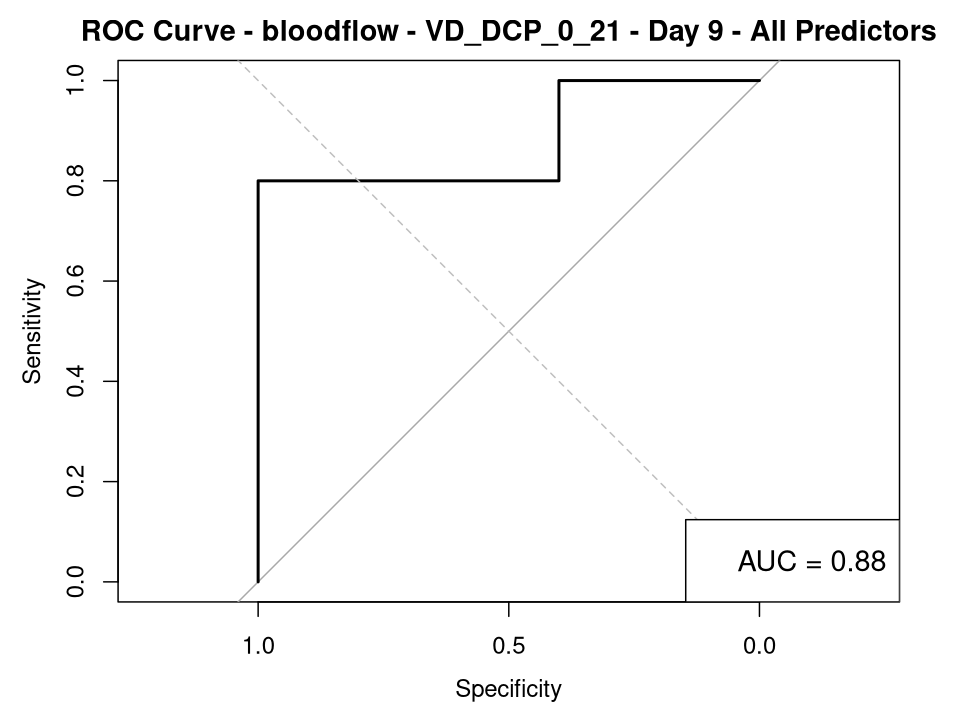 ROC Curve - bloodflow - VD_DCP_0_21 - Day 9 - All Predictors
1.0
0.8
0.6
0.4
0.2
0.0
Sensitivity
AUC = 0.88
1.0 0.5 0.0
Specificity